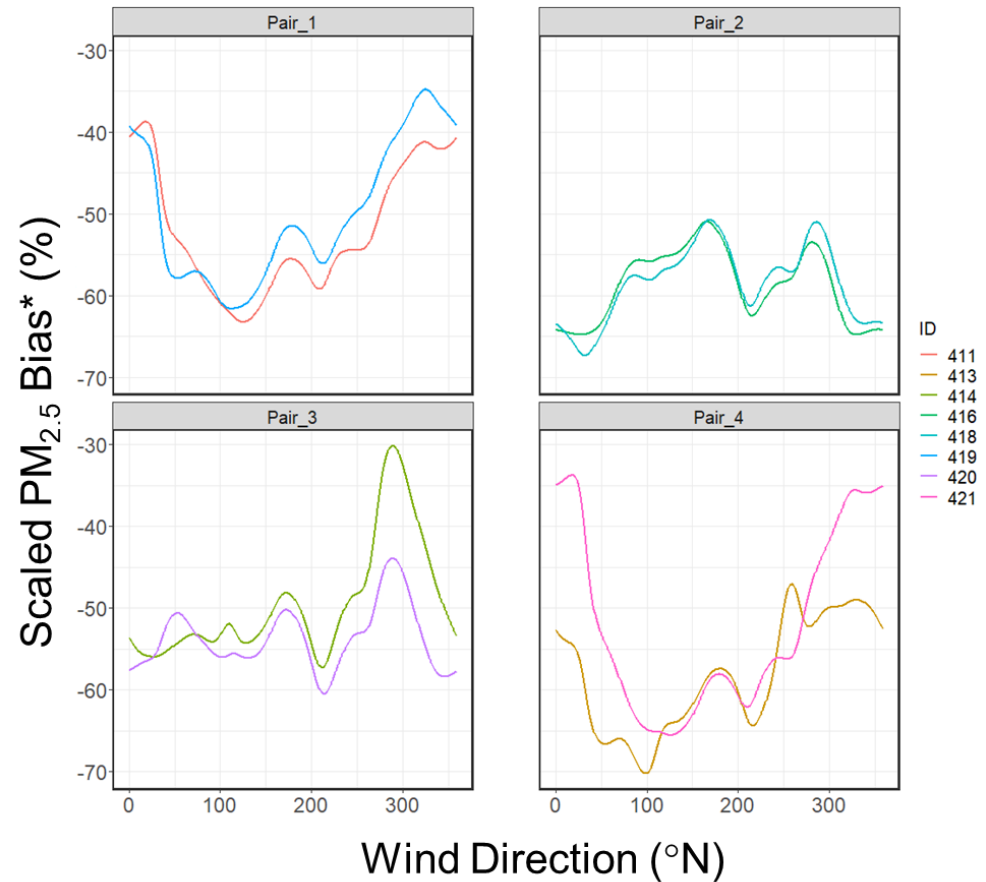 Pair_1
Pair_2
-30
-40
-50
-60
-70
Pair_3
Pair_4
-30
-40
-50
-60
-70
0 100 200 300
0 100 200 300
Scaled PM2.5 Bias* (%)
Wind Direction (°N)
ID
411
413
414
416
418
419
420
421